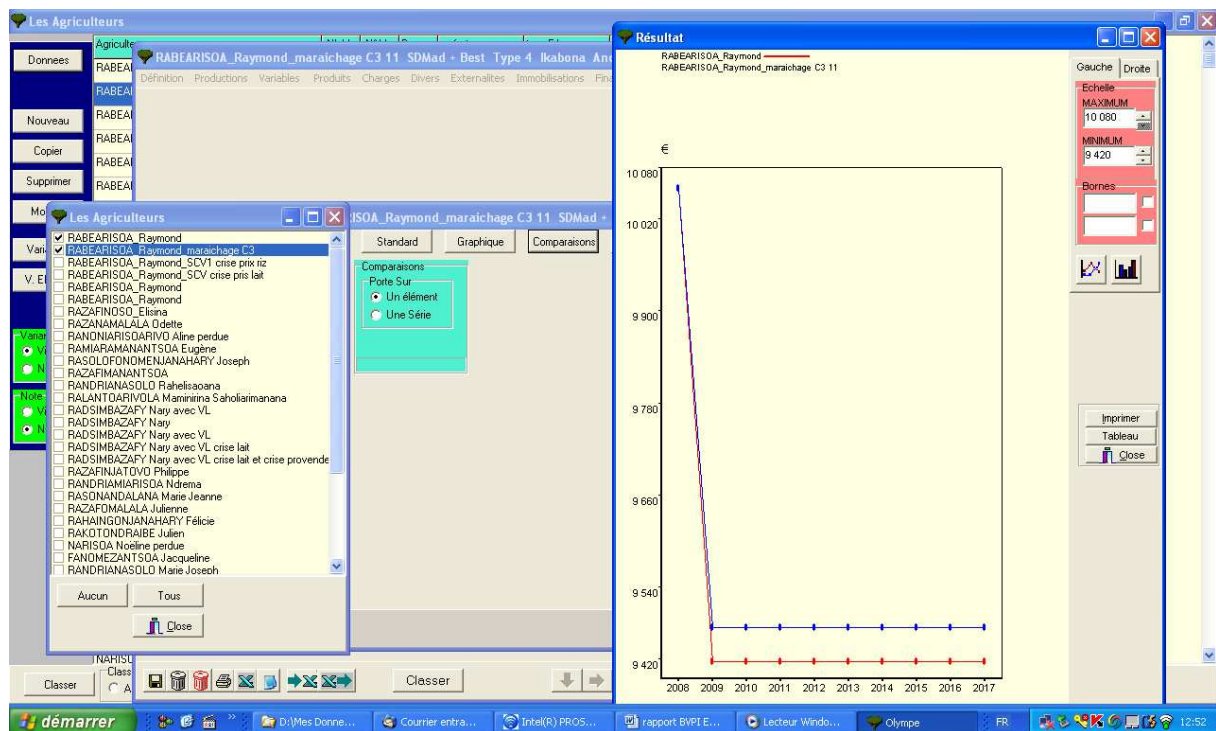 Les Agriculteurs
Donnees
Nouveau
Copier
Supprimer
Classer
RABEARISOA_Raymond_maraichage C3 11 SDMad + Best Type 4 Ikabona
Définition Productions Variables Produits Charges Divers Externalites Immobilisations
ISOA_Raymond_maraichage C3 11 SDMad +
Standard
Graphique
Comparaisons
Comparaisons
Porte Sur
Un élément
Une Série
Classer
Les Agriculteurs
RABEARISOA_Raymond
RABEARISOA_Raymond_maraichage C3
RABEARISOA_Raymond_SCV1 crise prix riz
RABEARISOA_Raymond_SCV crise pris lait
RABEARISOA_Raymond
RABEARISOA_Raymond
RAZAFINOSO_Elisina
RAZANAMALALA Odette
RANONIARISOARIVO Aline perdue
RAMIARAMANANTSOA Eugène
RASOLOFONOMENJANAHARY Joseph
RAZAFIMANANTSOA
RANDRIANASOLO Rahelisaoana
RALANTOARIVOLA Maminirina Saholiarimanana
RADSIMBAZAFY Nary avec VL
RADSIMBAZAFY Nary
RADSIMBAZAFY Nary avec VL
RADSIMBAZAFY Nary avec VL crise lait
RADSIMBAZAFY Nary avec VL crise lait et crise provende
RAZAFINJATOVO Philippe
RANDRIAMIARISOA Ndrema
RASONANDALANA Marie Jeanne
RAZAFOMALALA Julienne
RAHAINGONJANAHARY Félicie
RAKOTONDRAIBE Julien
NARISOA Noëline perdue
FANOMEZANTSOA Jacqueline
RANDRIANASOLO Marie Joseph
Aucun
Tous
Close
Résultat
RABEARISOA_Raymond
RABEARISOA_Raymond_maraichage C3 11
€
10 080
10 020
9 900
9 780
9 660
9 540
9 420
2008 2009 2010 2011 2012 2013 2014 2015 2016 2017
Gauche Droite
Echelle
MAXIMUM
10 080
MINIMUM
9 420
Bornes
Imprimer
Tableau
Close
démarrer
D:\Mes Donne...
Courrier entra...
Intel(R) PROS...
rapport BVPI E...
Lecteur Windo...
Olympe
FR
12:52